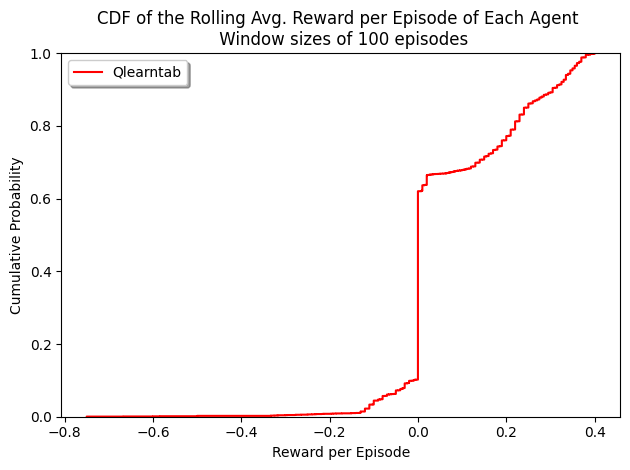 CDF of the Rolling Avg. Reward per Episode of Each Agent
Window sizes of 100 episodes
Qlearntab
Cumulative Probability
1.0
0.8
0.6
0.4
0.2
0.0
−0.8 −0.6 −0.4 −0.2 0.0 0.2 0.4
Reward per Episode